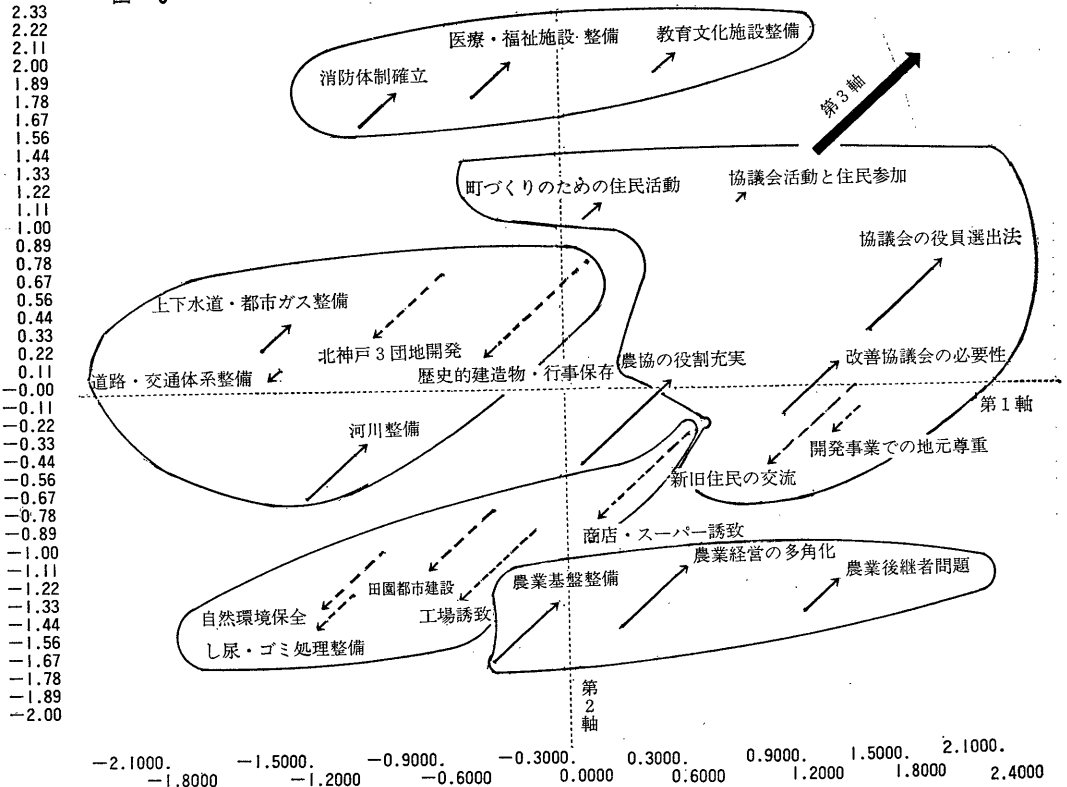 2.33
2.22
2.11
2.00
1.89
1.78
1.67
1.56
1.44
1.33
1.22
1.11
1.00
0.89
0.78
0.67
0.56
0.44
0.33
0.22
0.11
-0.00
-0.11
-0.22
-0.33
-0.44
-0.56
-0.67
-0.78
-0.89
-1.00
-1.11
-1.22
-1.33
-1.44
-1.56
-1.67
-1.78
-1.89
-2.00
医療・福祉施設・整備
教育文化施設整備
消防体制確立
第3軸
町づくりのための住民活動
協議会活動と住民参加
協議会の役員選出法
上下水道・都市ガス整備
北神戸3団地開発
農協の役割充実
改善協議会の必要性
道路・交通体系整備
歴史的建造物・行事保存
第1軸
河川整備
開発事業での地元尊重
新旧住民の交流
商店・スーパー誘致
農業経営の多角化
農業後継者問題
農業基盤整備
田園都市建設
工場誘致
自然環境保全
し尿・ゴミ処理整備
第2軸
-2.1000. -1.5000. -0.9000. -0.3000. 0.3000. 0.9000. 1.5000. 2.1000.
-1.8000 -1.2000 -0.6000 0.0000 0.6000 1.2000 1.8000 2.4000